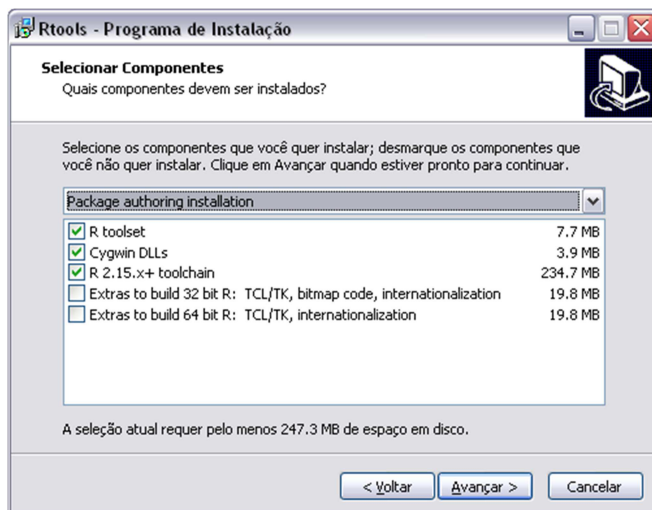 Rtools - Programa de Instalação
Selecionar Componentes
Quais componentes devem ser instalados?
Selecione os componentes que você quer instalar; desmarque os componentes que
você não quer instalar. Clique em Avançar quando estiver pronto para continuar.
Package authoring installation
R toolset 7.7 MB
Cygwin DLLs 3.9 MB
R 2.15.x+ toolchain 234.7 MB
Extras to build 32 bit R: TCL/TK, bitmap code, internationalization 19.8 MB
Extras to build 64 bit R: TCL/TK, internationalization 19.8 MB
A seleção atual requer pelo menos 247.3 MB de espaço em disco.
< Voltar Avançar > Cancelar